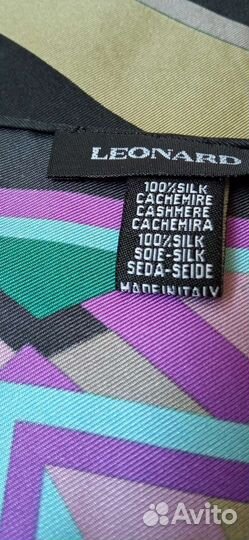 LEONARD
100%SILK
CACHEMIRE
CASHMERE
CACHEMIRA
100%SILK
SOIE-SILK
SEDA-SEIDE
MADE IN ITALY
Avito